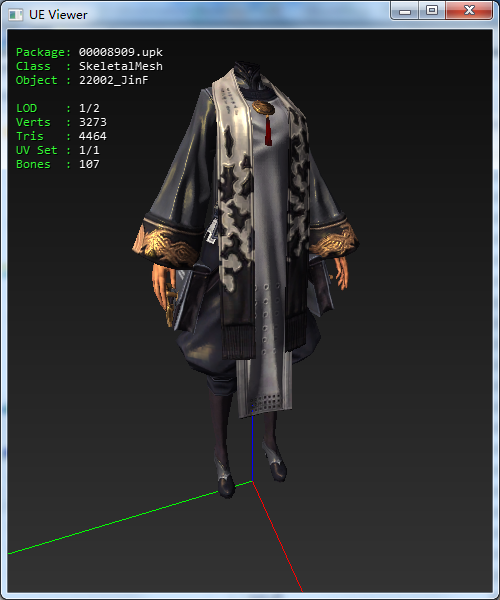 UE Viewer
Package: 00008909.upk
Class : SkeletalMesh
Object : 22002_JinF
LOD : 1/2
Verts : 3273
Tris : 4464
UV Set : 1/1
Bones : 107